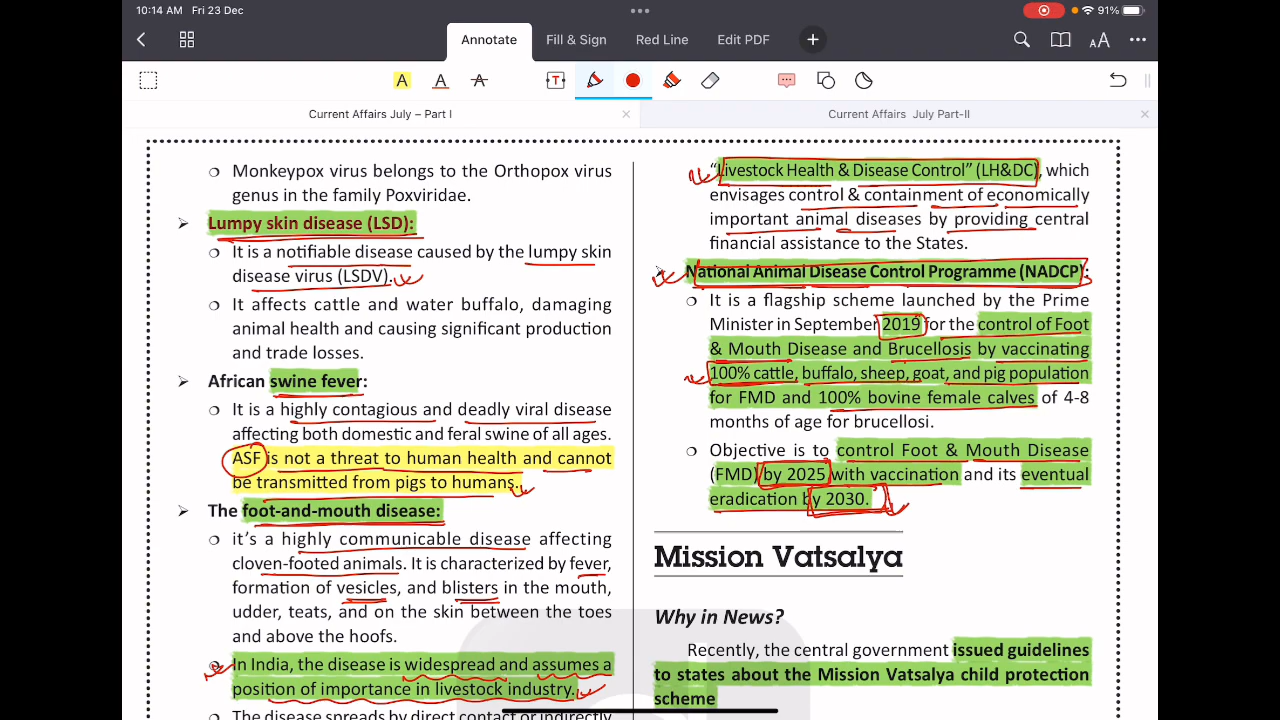 10:14 AM Fri 23 Dec
91%
Annotate
Fill & Sign
Red Line
Edit PDF
A
A
A
T
AA
Current Affairs July – Part I
Current Affairs July Part-II
Monkeypox virus belongs to the Orthopox virus
genus in the family Poxviridae.
Lumpy skin disease (LSD):
It is a notifiable disease caused by the lumpy skin
disease virus (LSDV).
It affects cattle and water buffalo, damaging
animal health and causing significant production
and trade losses.
African swine fever:
It is a highly contagious and deadly viral disease
affecting both domestic and feral swine of all ages.
ASF is not a threat to human health and cannot
be transmitted from pigs to humans.
The foot-and-mouth disease:
it's a highly communicable disease affecting
cloven-footed animals. It is characterized by fever,
formation of vesicles, and blisters in the mouth,
udder, teats, and on the skin between the toes
and above the hoofs.
In India, the disease is widespread and assumes a
position of importance in livestock industry.
The disease spreads by direct contact or indirectly
“Livestock Health & Disease Control” (LH&DC), which
envisages control & containment of economically
important animal diseases by providing central
financial assistance to the States.
National Animal Disease Control Programme (NADCP):
It is a flagship scheme launched by the Prime
Minister in September 2019 for the control of Foot
& Mouth Disease and Brucellosis by vaccinating
100% cattle, buffalo, sheep, goat, and pig population
for FMD and 100% bovine female calves of 4-8
months of age for brucellosi.
Objective is to control Foot & Mouth Disease
(FMD) by 2025 with vaccination and its eventual
eradication by 2030.
Mission Vatsalya
Why in News?
Recently, the central government issued guidelines
to states about the Mission Vatsalya child protection
scheme